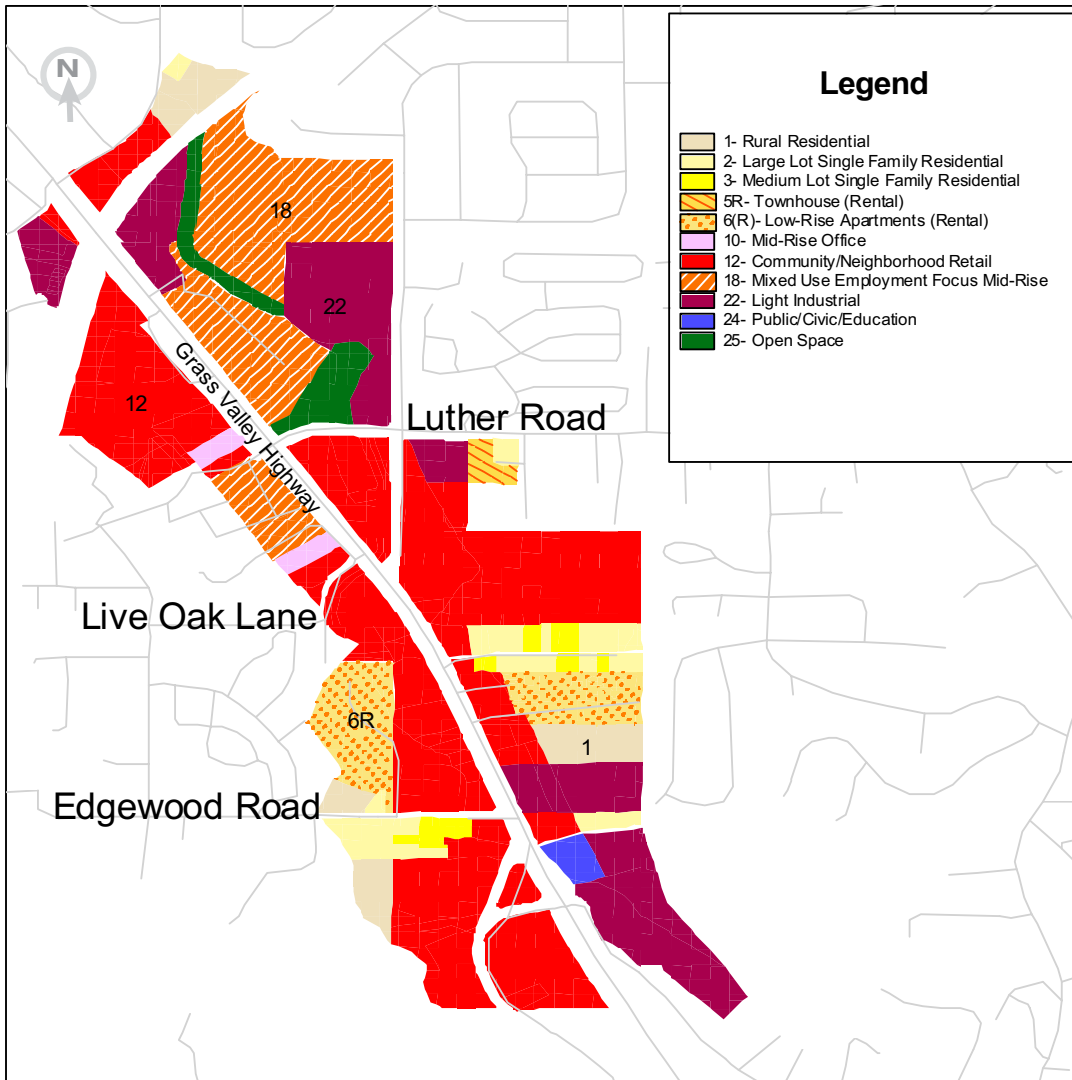 N
Legend
1- Rural Residential
2- Large Lot Single Family Residential
3- Medium Lot Single Family Residential
5R- Townhouse (Rental)
6(R)- Low-Rise Apartments (Rental)
10- Mid-Rise Office
12- Community/Neighborhood Retail
18- Mixed Use Employment Focus Mid-Rise
22- Light Industrial
24- Public/Civic/Education
25- Open Space
18
22
Grass Valley Highway
12
Luther Road
Live Oak Lane
6R
1
Edgewood Road